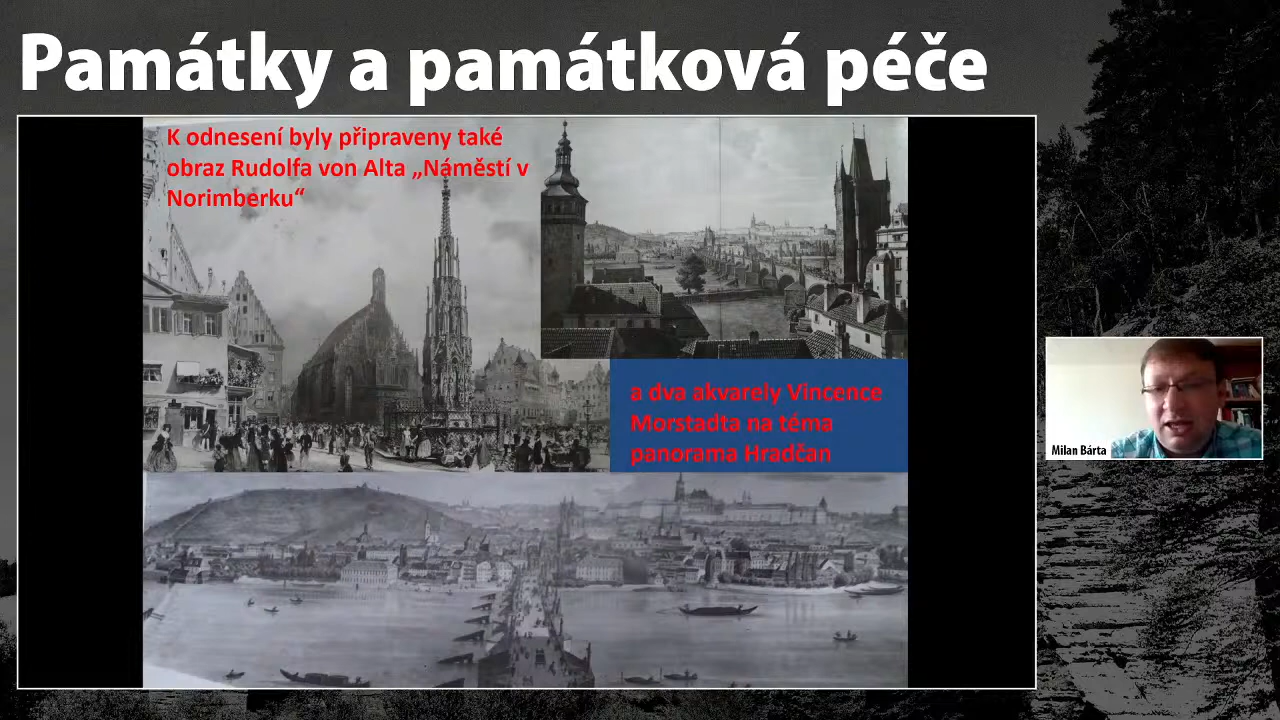 Památky a památková péče
K odnesení byly připraveny také
obraz Rudolfa von Alta „Náměstí v
Norimberku“
a dva akvarely Vincence
Morstadta na téma
panorama Hradčan
Milan Bárta